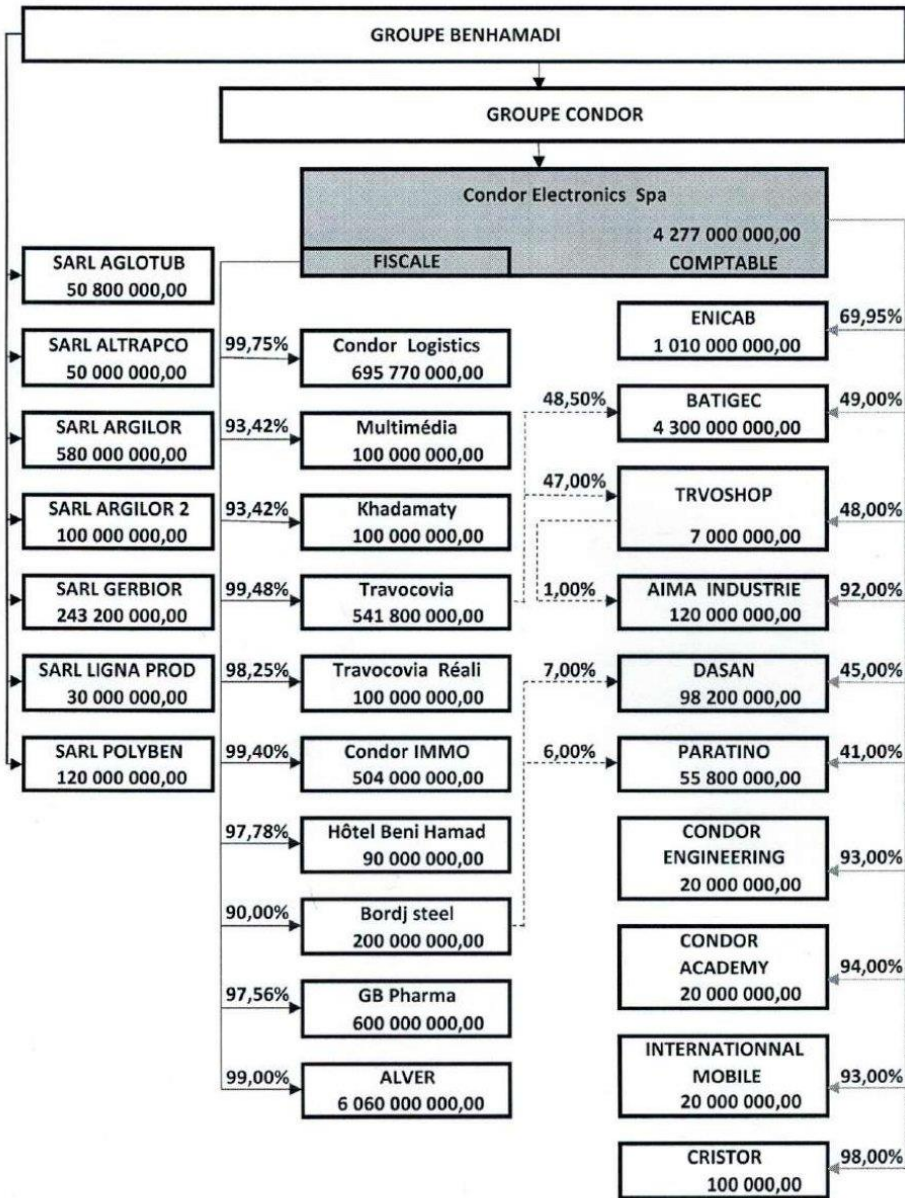 GROUPE BENHAMADI
GROUPE CONDOR
Condor Electronics Spa
4 277 000 000,00
FISCALE
COMPTABLE
SARL AGLOTUB
50 800 000,00
SARL ALTRAPCO
50 000 000,00
SARL ARGILOR
580 000 000,00
SARL ARGILOR 2
100 000 000,00
SARL GERBIOR
243 200 000,00
SARL LIGNA PROD
30 000 000,00
SARL POLYBEN
120 000 000,00
99,75%
Condor Logistics
695 770 000,00
93,42%
Multimédia
100 000 000,00
93,42%
Khadamaty
100 000 000,00
99,48%
Travocovia
541 800 000,00
98,25%
Travocovia Réali
100 000 000,00
99,40%
Condor IMMO
504 000 000,00
97,78%
Hôtel Beni Hamad
90 000 000,00
90,00%
Bordj steel
200 000 000,00
97,56%
GB Pharma
600 000 000,00
99,00%
ALVER
6 060 000 000,00
ENICAB
1 010 000 000,00
69,95%
48,50%
BATIGEC
4 300 000 000,00
49,00%
47,00%
TRVOSHOP
7 000 000,00
48,00%
1,00%
AIMA INDUSTRIE
120 000 000,00
92,00%
7,00%
DASAN
98 200 000,00
45,00%
6,00%
PARATINO
55 800 000,00
41,00%
CONDOR
ENGINEERING
20 000 000,00
93,00%
CONDOR
ACADEMY
20 000 000,00
94,00%
INTERNATIONNAL
MOBILE
20 000 000,00
93,00%
CRISTOR
100 000,00
98,00%